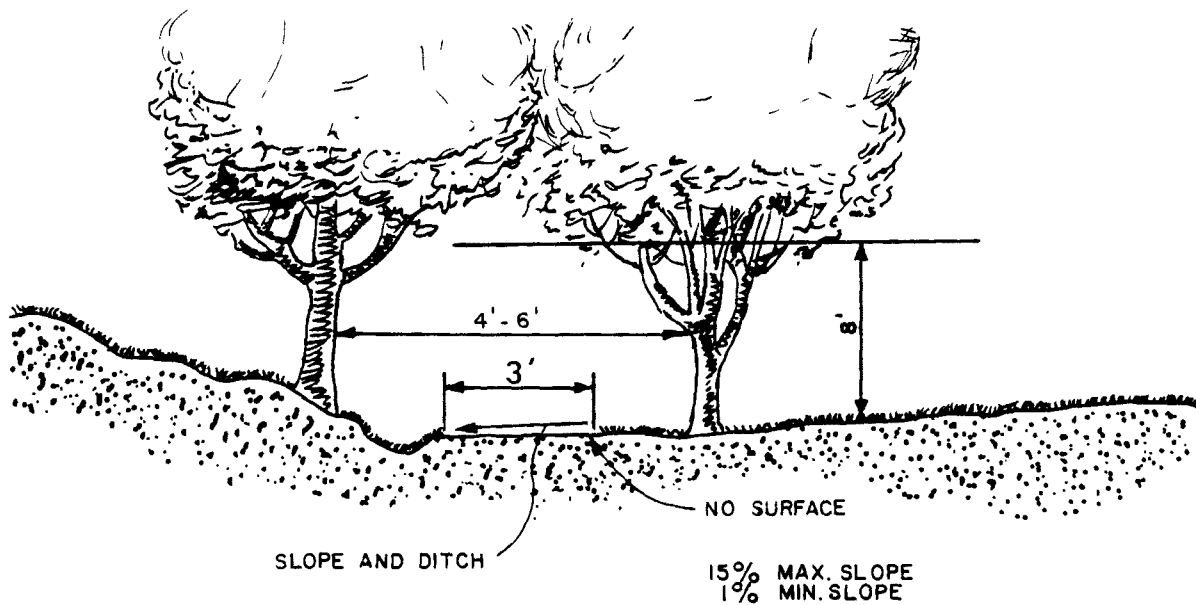 4'-6'
3'
8'
NO SURFACE
SLOPE AND DITCH
15% MAX. SLOPE
1% MIN. SLOPE